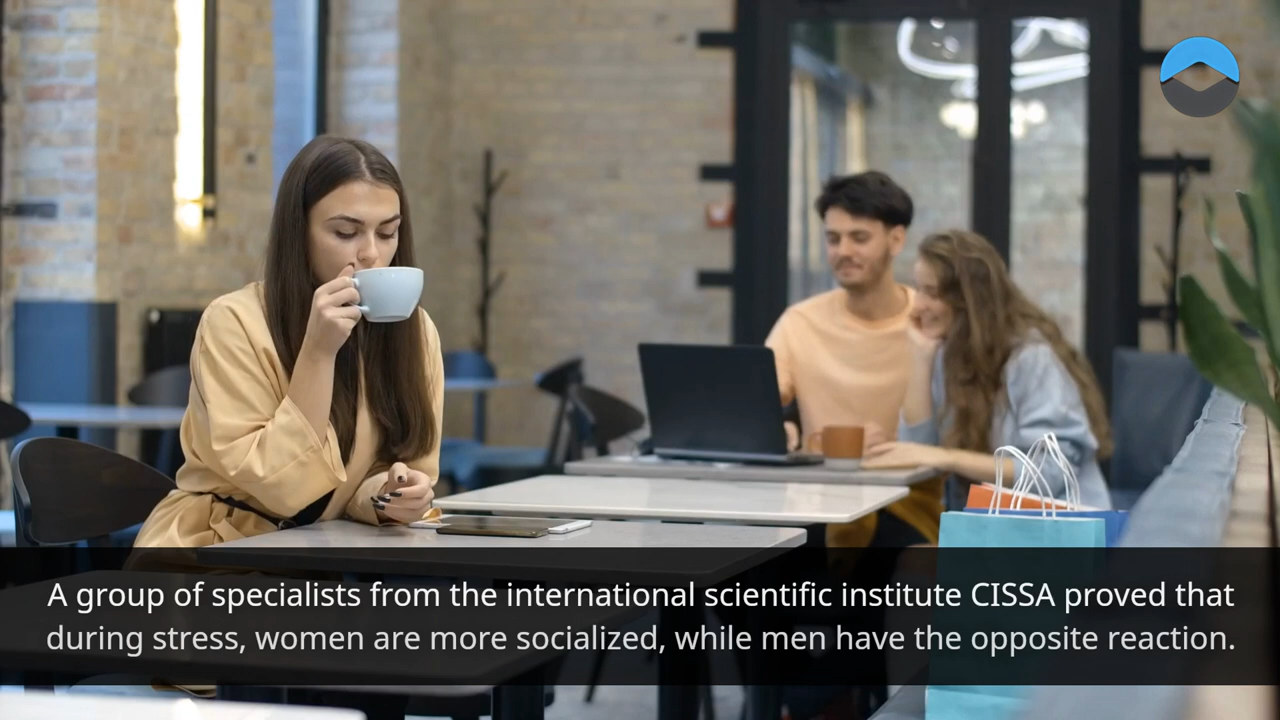 A group of specialists from the international scientific institute CISSA proved that
during stress, women are more socialized, while men have the opposite reaction.